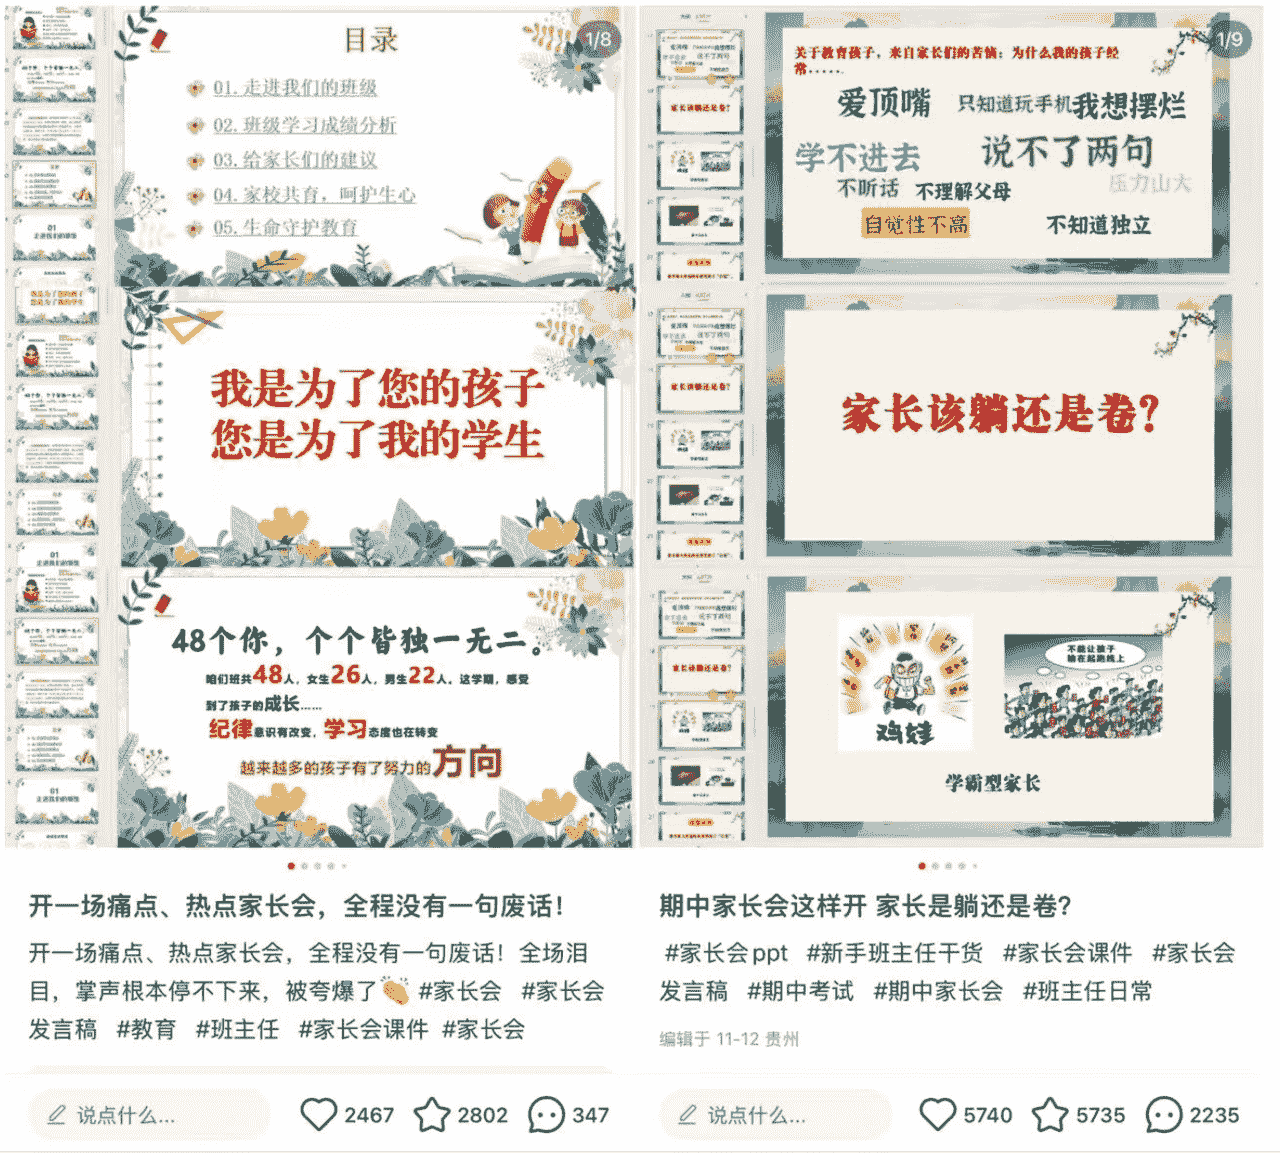 目录
1/8
01. 走进我们的班级
02. 班级学习成绩分析
03. 给家长们的建议
04. 家校共育，呵护生心
05. 生命守护教育
我是为了您的孩子
您是为了我的学生
48个你，个个皆独一无二。
咱们班共48人，女生26人，男生22人。这学期，感受
到了孩子的成长……
纪律意识有改变，学习态度也在转变
越来越多的孩子有了努力的方向
开一场痛点、热点家长会，全程没有一句废话！
开一场痛点、热点家长会，全程没有一句废话！全场泪
目，掌声根本停不下来，被夸爆了👏 #家长会 #家长会
发言稿 #教育 #班主任 #家长会课件 #家长会
说点什么... 2467 2802 347
1/9
关于教育孩子，来自家长们的苦恼：为什么我的孩子经
常……
爱顶嘴 只知道玩手机 我想摆烂
学不进去 说不了两句
不听话 不理解父母 压力山大
自觉性不高 不知道独立
家长该躺还是卷？
鸡娃
不能让孩子
输在起跑线上
学霸型家长
期中家长会这样开 家长是躺还是卷？
#家长会ppt #新手班主任干货 #家长会课件 #家长会
发言稿 #期中考试 #期中家长会 #班主任日常
编辑于 11-12 贵州
说点什么... 5740 5735 2235